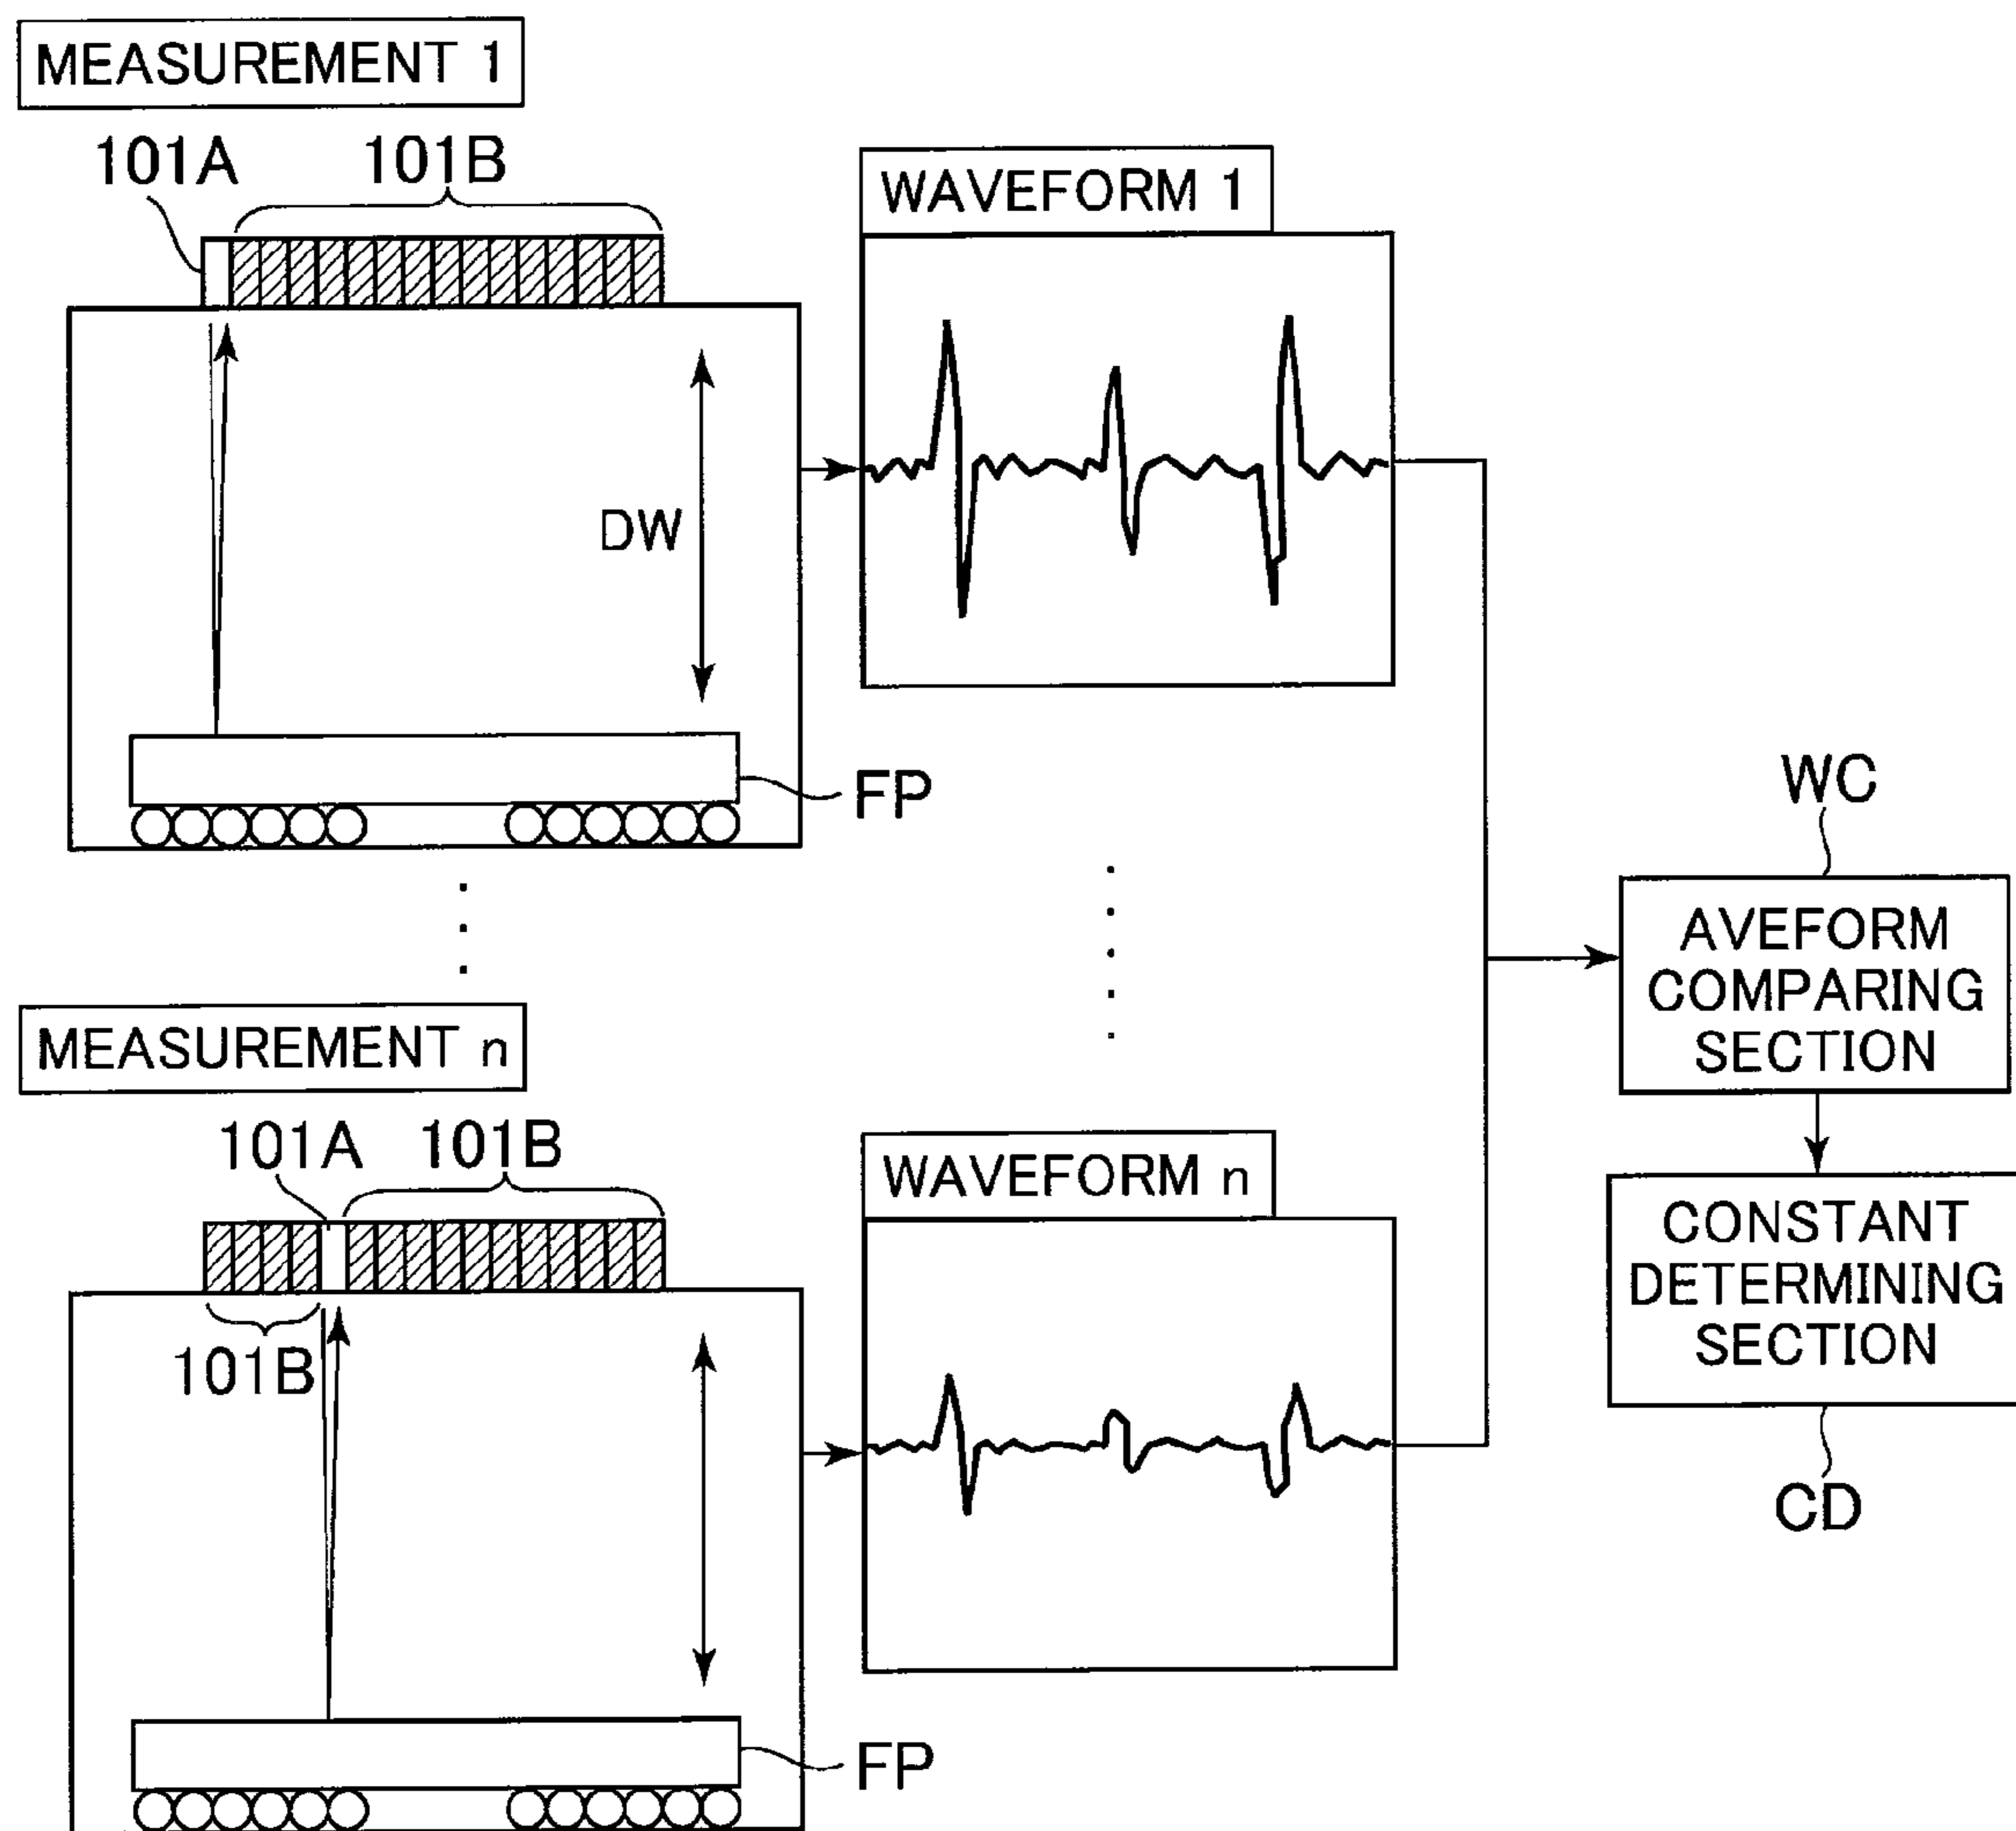 MEASUREMENT 1
101A
101B
WAVEFORM 1
DW
FP
WC
AVEFORM
COMPARING
SECTION
MEASUREMENT n
101A
101B
WAVEFORM n
CONSTANT
DETERMINING
SECTION
101B
CD
FP